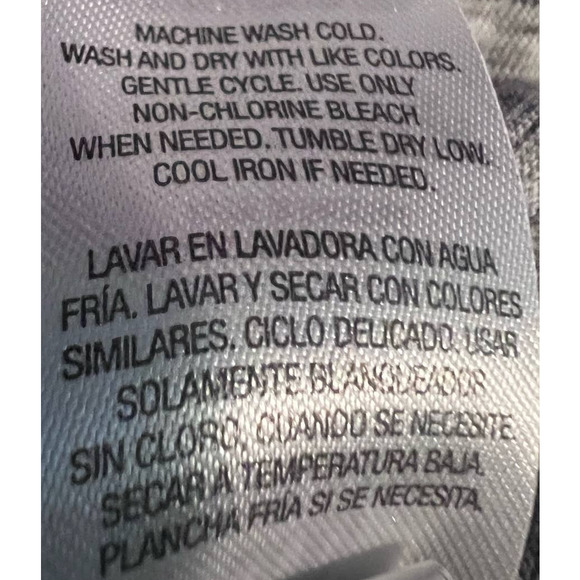 MACHINE WASH COLD.
WASH AND DRY WITH LIKE COLORS.
GENTLE CYCLE. USE ONLY
NON-CHLORINE BLEACH
WHEN NEEDED. TUMBLE DRY LOW.
COOL IRON IF NEEDED.
LAVAR EN LAVADORA CON AGUA
FRÍA. LAVAR Y SECAR CON COLORES
SIMILARES. CICLO DELICADO. USAR
SOLAMENTE BLANQUEADOR
SIN CLORO, CUANDO SE NECESITE
SECAR A TEMPERATURA BAJA.
PLANCHA FRÍA SI SE NECESITA.